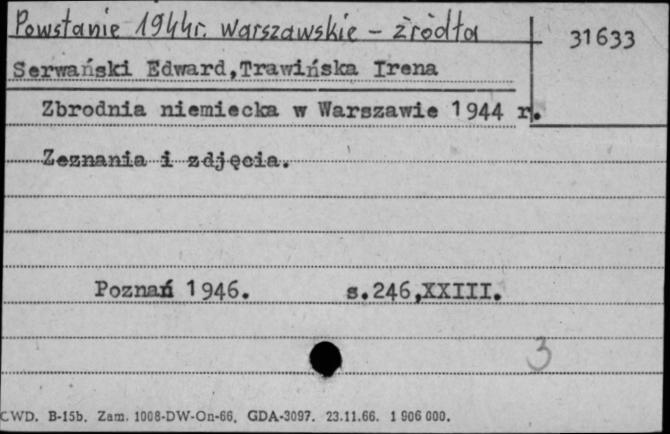 Powstanie 1944r. warszawskie – źródła
31633
Serwański Edward,Trawińska Irena
Zbrodnia niemiecka w Warszawie 1944 r.
Zeznania i zdjęcia.
Poznań 1946. s.246,XXIII.
3
CWD. B-15b. Zam. 1008-DW-On-66. GDA-3097. 23.11.66. 1 906 000.